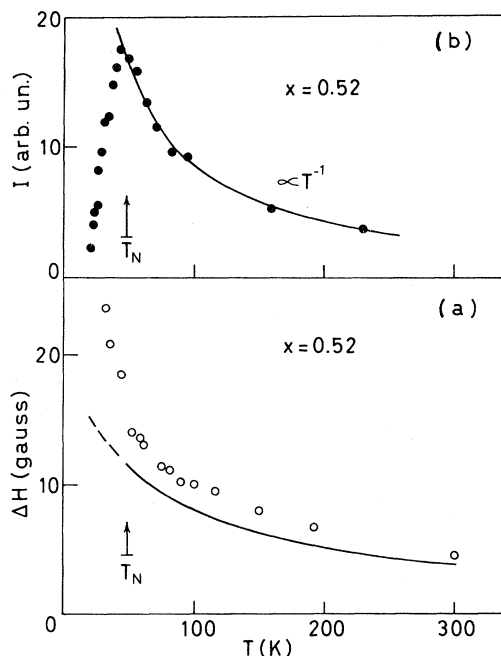 (b)
20
x = 0.52
I (arb. un.)
10
∝T⁻¹
T_N
0
(a)
x = 0.52
20
ΔH (gauss)
10
T_N
0
100
200
300
T(K)